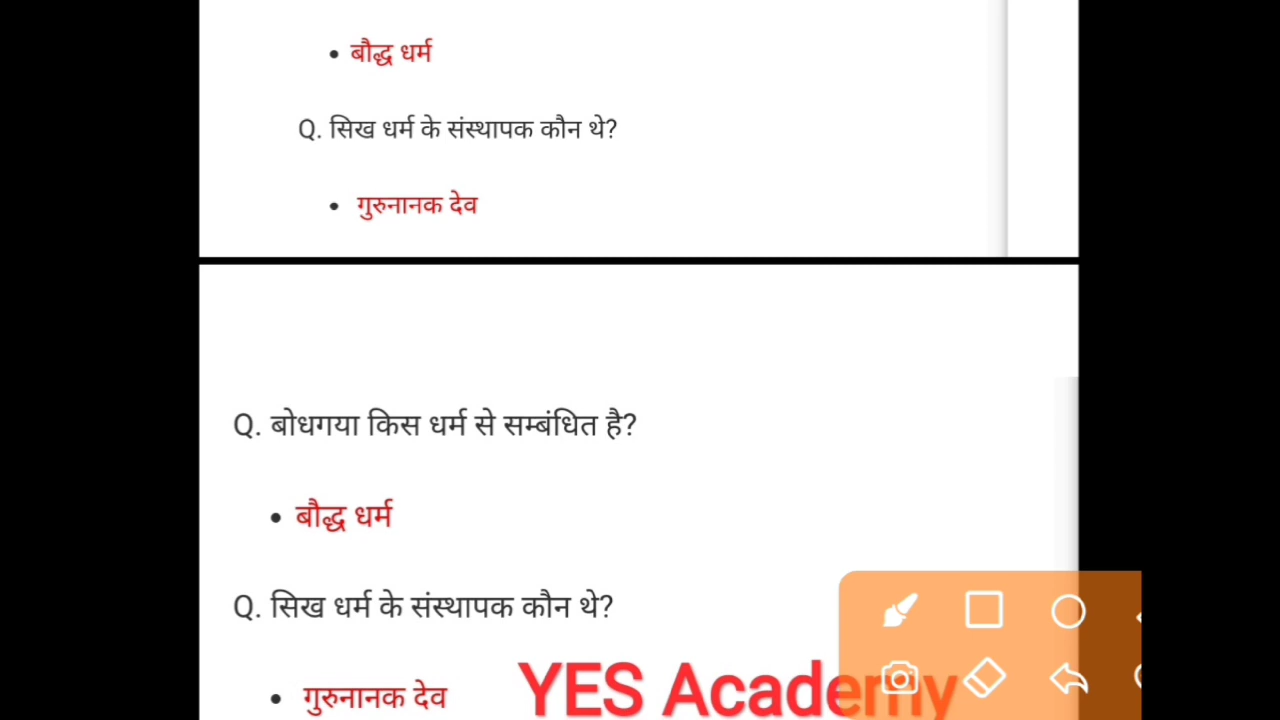 • बौद्ध धर्म
Q. सिख धर्म के संस्थापक कौन थे?
• गुरुनानक देव
Q. बोधगया किस धर्म से सम्बंधित है?
• बौद्ध धर्म
Q. सिख धर्म के संस्थापक कौन थे?
• गुरुनानक देव
YES Academy